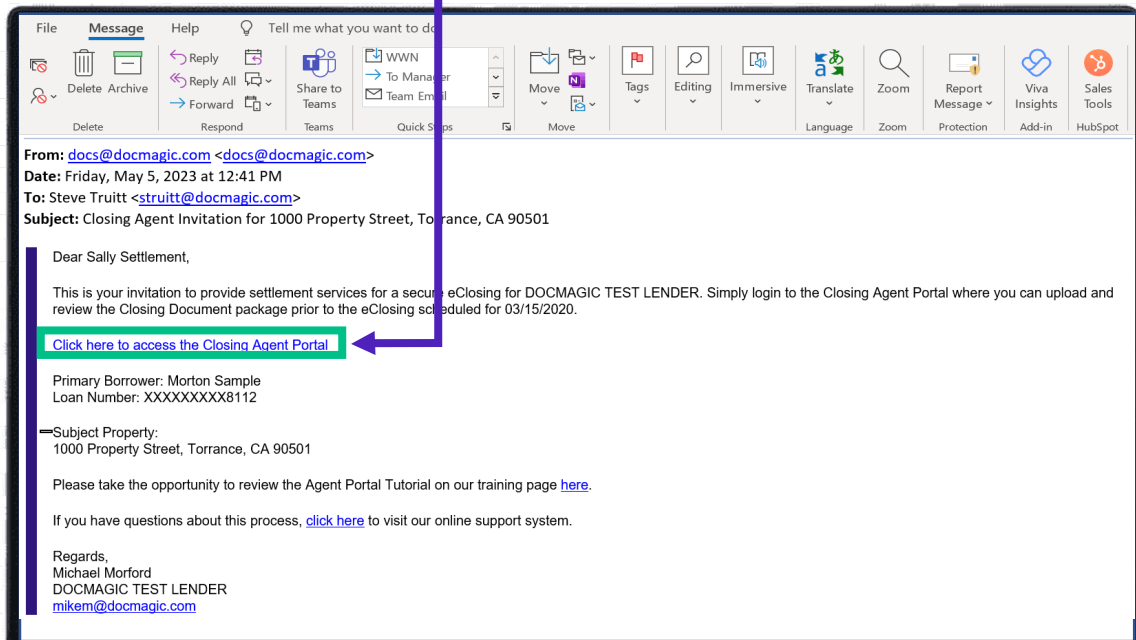 File Message Help Tell me what you want to do
WWN
Reply
To Manager
Delete Archive Reply All Share to Teams Move Tags Editing Immersive Translate Zoom Report Message Viva Insights Sales Tools
Forward Team Email
Delete Respond Teams Quick Steps Move Language Zoom Protection Add-in HubSpot
From: docs@docmagic.com <docs@docmagic.com>
Date: Friday, May 5, 2023 at 12:41 PM
To: Steve Truitt <struitt@docmagic.com>
Subject: Closing Agent Invitation for 1000 Property Street, Torrance, CA 90501
Dear Sally Settlement,
This is your invitation to provide settlement services for a secure eClosing for DOCMAGIC TEST LENDER. Simply login to the Closing Agent Portal where you can upload and
review the Closing Document package prior to the eClosing scheduled for 03/15/2020.
Click here to access the Closing Agent Portal
Primary Borrower: Morton Sample
Loan Number: XXXXXXXXX8112
Subject Property:
1000 Property Street, Torrance, CA 90501
Please take the opportunity to review the Agent Portal Tutorial on our training page here.
If you have questions about this process, click here to visit our online support system.
Regards,
Michael Morford
DOCMAGIC TEST LENDER
mikem@docmagic.com